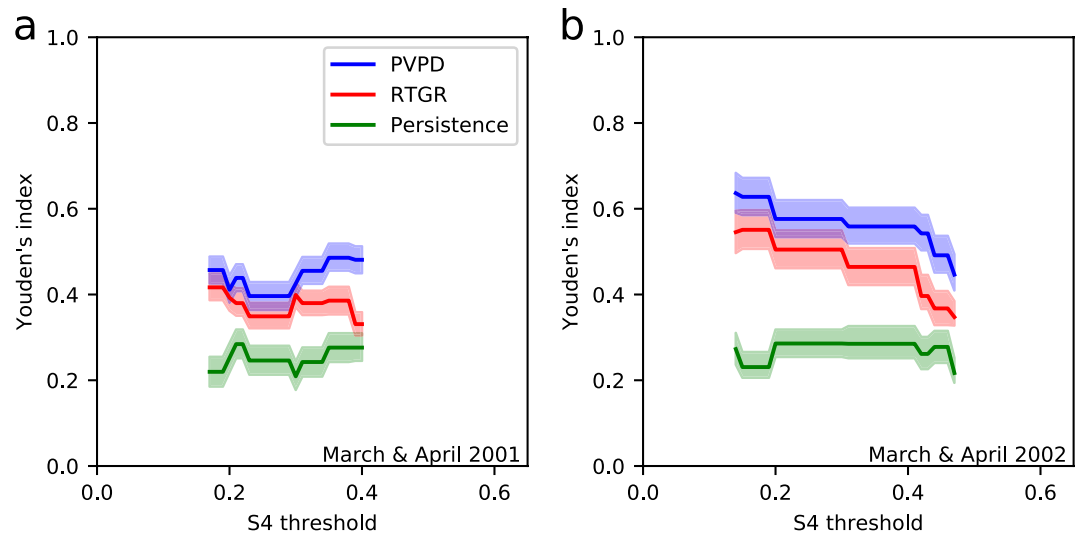 a
1.0
0.8
0.6
0.4
0.2
0.0
Youden's index
PVPD
RTGR
Persistence
March & April 2001
0.0 0.2 0.4 0.6
S4 threshold
b
1.0
0.8
0.6
0.4
0.2
0.0
Youden's index
March & April 2002
0.0 0.2 0.4 0.6
S4 threshold